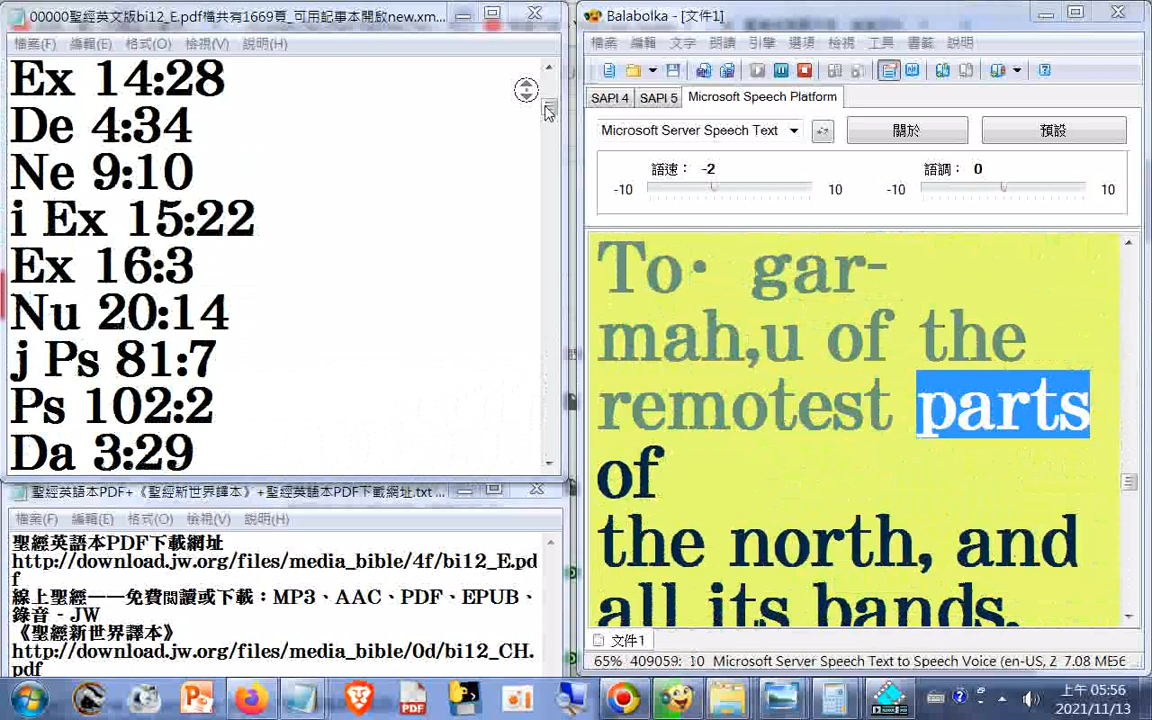 00000聖經英文版bi12_E.pdf檔共有1669頁_可用記事本開啟new.xm...
檔案(F) 編輯(E) 格式(O) 檢視(V) 說明(H)
Ex 14:28
De 4:34
Ne 9:10
i Ex 15:22
Ex 16:3
Nu 20:14
j Ps 81:7
Ps 102:2
Da 3:29
聖經英語本PDF+《聖經新世界譯本》+聖經英語本PDF下載網址.txt ...
檔案(F) 編輯(E) 格式(O) 檢視(V) 說明(H)
聖經英語本PDF下載網址
http://download.jw.org/files/media_bible/4f/bi12_E.pd
f
線上聖經——免費閱讀或下載：MP3、AAC、PDF、EPUB、
錄音 - JW
《聖經新世界譯本》
http://download.jw.org/files/media_bible/0d/bi12_CH.
pdf
Balabolka - [文件1]
檔案 編輯 文字 朗讀 引擎 選項 檢視 工具 書籤 說明
SAPI 4 SAPI 5 Microsoft Speech Platform
Microsoft Server Speech Text 關於 預設
語速： -2 語調： 0
-10 10 -10 10
To· gar-
mah,u of the
remotest parts
of
the north, and
all its bands,
文件1
65% 409059: 10 Microsoft Server Speech Text to Speech Voice (en-US, Z 7.08 ME56
上午 05:56
2021/11/13